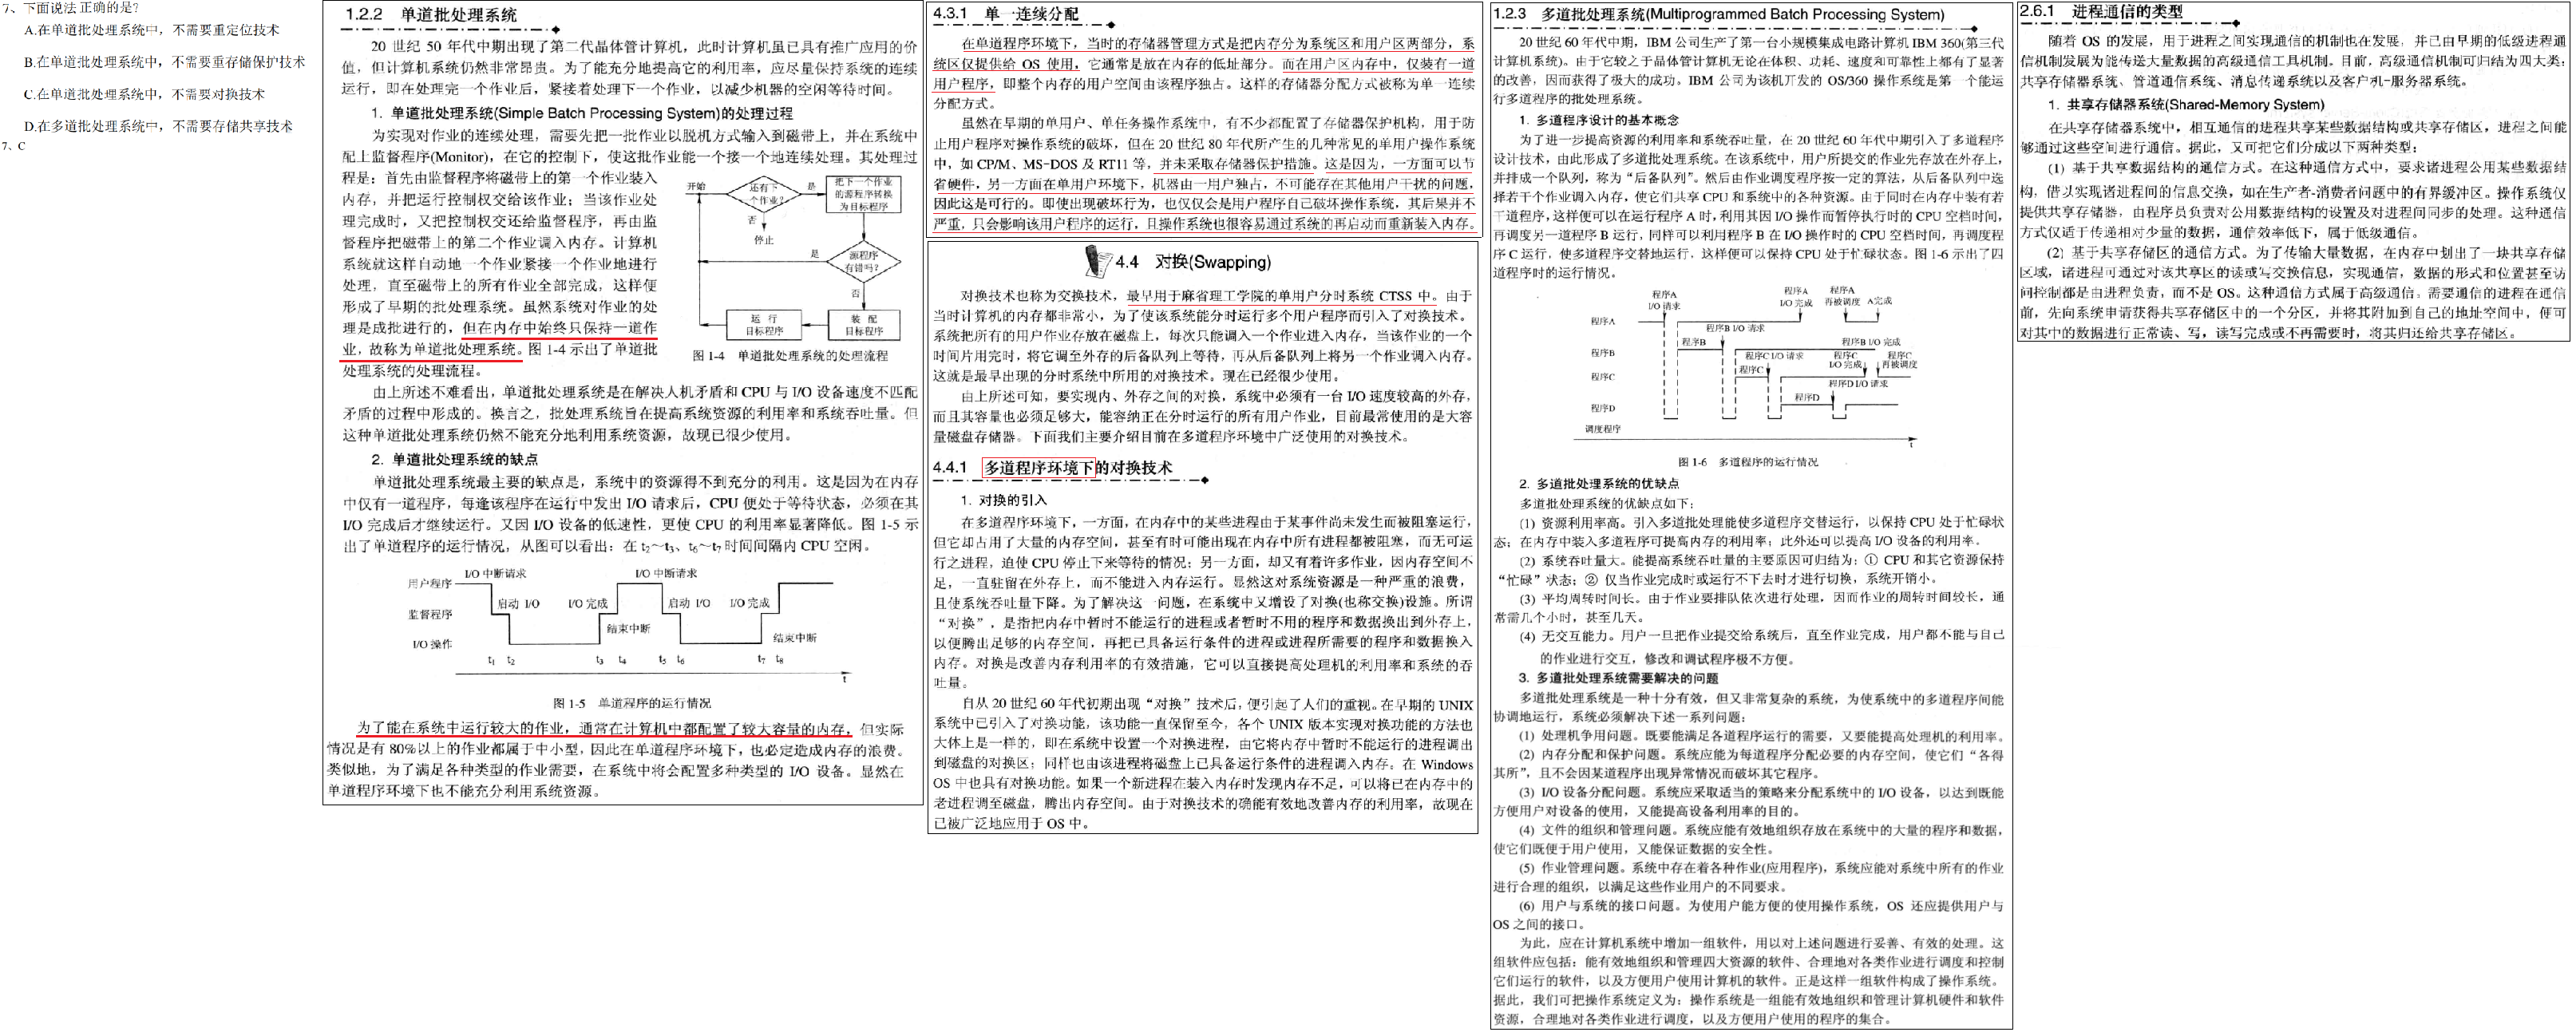 7、下面说法正确的是?
A.在单道批处理系统中，不需要重定位技术
B.在单道批处理系统中，不需要重存储保护技术
C.在单道批处理系统中，不需要对换技术
D.在多道批处理系统中，不需要存储共享技术
7、C
1.2.2 单道批处理系统
20 世纪 50 年代中期出现了第二代晶体管计算机，此时计算机虽已具有推广应用的价
值，但计算机系统仍然非常昂贵。为了能充分地提高它的利用率，应尽量保持系统的连续
运行，即在处理完一个作业后，紧接着处理下一个作业，以减少机器的空闲等待时间。
1. 单道批处理系统(Simple Batch Processing System)的处理过程
为实现对作业的连续处理，需要先把一批作业以脱机方式输入到磁带上，并在系统中
配上监督程序(Monitor)，在它的控制下，使这批作业能一个接一个地连续处理。其处理过
程是：首先由监督程序将磁带上的第一个作业装入
内存，并把运行控制权交给该作业；当该作业处
理完成时，又把控制权交还给监督程序，再由监
督程序把磁带上的第二个作业调入内存。计算机
系统就这样自动地一个作业紧接一个作业地进行
处理，直至磁带上的所有作业全部完成，这样便
形成了早期的批处理系统。虽然系统对作业的处
理是成批进行的，但在内存中始终只保持一道作
业，故称为单道批处理系统。图 1-4 示出了单道批
处理系统的处理流程。
开始
还有下
一个作业?
是
把下一个作业
的源程序转换
为目标程序
否
停止
是
源程序
有错吗?
否
运 行
目标程序
装 配
目标程序
图 1-4 单道批处理系统的处理流程
由上所述不难看出，单道批处理系统是在解决人机矛盾和 CPU 与 I/O 设备速度不匹配
矛盾的过程中形成的。换言之，批处理系统旨在提高系统资源的利用率和系统吞吐量。但
这种单道批处理系统仍然不能充分地利用系统资源，故现已很少使用。
2. 单道批处理系统的缺点
单道批处理系统最主要的缺点是，系统中的资源得不到充分的利用。这是因为在内存
中仅有一道程序，每逢该程序在运行中发出 I/O 请求后，CPU 便处于等待状态，必须在其
I/O 完成后才继续运行。又因 I/O 设备的低速性，更使 CPU 的利用率显著降低。图 1-5 示
出了单道程序的运行情况，从图可以看出：在 t₂～t₃、t₆～t₇ 时间间隔内 CPU 空闲。
I/O 中断请求
I/O 中断请求
用户程序
启动 I/O
I/O 完成
启动 I/O
I/O 完成
监督程序
结束中断
结束中断
I/O 操作
t₁ t₂ t₃ t₄ t₅ t₆ t₇ t₈
t
图 1-5 单道程序的运行情况
为了能在系统中运行较大的作业，通常在计算机中都配置了较大容量的内存，但实际
情况是有 80%以上的作业都属于中小型，因此在单道程序环境下，也必定造成内存的浪费。
类似地，为了满足各种类型的作业需要，在系统中将会配置多种类型的 I/O 设备。显然在
单道程序环境下也不能充分利用系统资源。
4.3.1 单一连续分配
在单道程序环境下，当时的存储器管理方式是把内存分为系统区和用户区两部分，系
统区仅提供给 OS 使用，它通常是放在内存的低址部分。而在用户区内存中，仅装有一道
用户程序，即整个内存的用户空间由该程序独占。这样的存储器分配方式被称为单一连续
分配方式。
虽然在早期的单用户、单任务操作系统中，有不少都配置了存储器保护机构，用于防
止用户程序对操作系统的破坏，但在 20 世纪 80 年代所产生的几种常见的单用户操作系统
中，如 CP/M、MS-DOS 及 RT11 等，并未采取存储器保护措施。这是因为，一方面可以节
省硬件，另一方面在单用户环境下，机器由一用户独占，不可能存在其他用户干扰的问题，
因此这是可行的。即使出现破坏行为，也仅仅会是用户程序自己破坏操作系统，其后果并不
严重，只会影响该用户程序的运行，且操作系统也很容易通过系统的再启动而重新装入内存。
4.4 对换(Swapping)
对换技术也称为交换技术，最早用于麻省理工学院的单用户分时系统 CTSS 中。由于
当时计算机的内存都非常小，为了使该系统能分时运行多个用户程序而引入了对换技术。
系统把所有的用户作业存放在磁盘上，每次只能调入一个作业进入内存，当该作业的一个
时间片用完时，将它调至外存的后备队列上等待，再从后备队列上将另一个作业调入内存。
这就是最早出现的分时系统中所用的对换技术。现在已经很少使用。
由上所述可知，要实现内、外存之间的对换，系统中必须有一台 I/O 速度较高的外存，
而且其容量也必须足够大，能容纳正在分时运行的所有用户作业，目前最常使用的是大容
量磁盘存储器。下面我们主要介绍目前在多道程序环境中广泛使用的对换技术。
4.4.1 多道程序环境下的对换技术
1. 对换的引入
在多道程序环境下，一方面，在内存中的某些进程由于某事件尚未发生而被阻塞运行，
但它却占用了大量的内存空间，甚至有时可能出现在内存中所有进程都被阻塞，而无可运
行之进程，迫使 CPU 停止下来等待的情况；另一方面，却又有着许多作业，因内存空间不
足，一直驻留在外存上，而不能进入内存运行。显然这对系统资源是一种严重的浪费，
且使系统吞吐量下降。为了解决这一问题，在系统中又增设了对换(也称交换)设施。所谓
“对换”，是指把内存中暂时不能运行的进程或者暂时不用的程序和数据换出到外存上，
以便腾出足够的内存空间，再把已具备运行条件的进程或进程所需要的程序和数据换入
内存。对换是改善内存利用率的有效措施，它可以直接提高处理机的利用率和系统的吞
吐量。
自从 20 世纪 60 年代初期出现“对换”技术后，便引起了人们的重视。在早期的 UNIX
系统中已引入了对换功能，该功能一直保留至今，各个 UNIX 版本实现对换功能的方法也
大体上是一样的，即在系统中设置一个对换进程，由它将内存中暂时不能运行的进程调出
到磁盘的对换区；同样也由该进程将磁盘上已具备运行条件的进程调入内存。在 Windows
OS 中也具有对换功能。如果一个新进程在装入内存时发现内存不足，可以将已在内存中的
老进程调至磁盘，腾出内存空间。由于对换技术的确能有效地改善内存的利用率，故现在
已被广泛地应用于 OS 中。
1.2.3 多道批处理系统(Multiprogrammed Batch Processing System)
20 世纪 60 年代中期，IBM 公司生产了第一台小规模集成电路计算机 IBM 360(第三代
计算机系统)。由于它较之于晶体管计算机无论在体积、功耗、速度和可靠性上都有了显著
的改善，因而获得了极大的成功。IBM 公司为该机开发的 OS/360 操作系统是第一个能运
行多道程序的批处理系统。
1. 多道程序设计的基本概念
为了进一步提高资源的利用率和系统吞吐量，在 20 世纪 60 年代中期引入了多道程序
设计技术，由此形成了多道批处理系统。在该系统中，用户所提交的作业先存放在外存上，
并排成一个队列，称为“后备队列”。然后由作业调度程序按一定的算法，从后备队列中选
择若干个作业调入内存，使它们共享 CPU 和系统中的各种资源。由于同时在内存中装有若
干道程序，这样便可以在运行程序 A 时，利用其因 I/O 操作而暂停执行时的 CPU 空档时间，
再调度另一道程序 B 运行，同样可以利用程序 B 在 I/O 操作时的 CPU 空档时间，再调度程
序 C 运行，使多道程序交替地运行，这样便可以保持 CPU 处于忙碌状态。图 1-6 示出了四
道程序时的运行情况。
程序A
I/O 请求
程序A
I/O 完成
程序A
再被调度
A完成
程序A
程序B I/O 请求
程序B
程序B I/O 完成
程序B
程序C I/O 请求
程序C
I/O 完成
程序C
再被调度
程序C
程序C
程序D I/O 请求
程序D
程序D
调度程序
t
图 1-6 多道程序的运行情况
2. 多道批处理系统的优缺点
多道批处理系统的优缺点如下：
(1) 资源利用率高。引入多道批处理能使多道程序交替运行，以保持 CPU 处于忙碌状
态；在内存中装入多道程序可提高内存的利用率；此外还可以提高 I/O 设备的利用率。
(2) 系统吞吐量大。能提高系统吞吐量的主要原因可归结为：① CPU 和其它资源保持
“忙碌”状态；② 仅当作业完成时或运行不下去时才进行切换，系统开销小。
(3) 平均周转时间长。由于作业要排队依次进行处理，因而作业的周转时间较长，通
常需几个小时，甚至几天。
(4) 无交互能力。用户一旦把作业提交给系统后，直至作业完成，用户都不能与自己
的作业进行交互，修改和调试程序极不方便。
3. 多道批处理系统需要解决的问题
多道批处理系统是一种十分有效，但又非常复杂的系统，为使系统中的多道程序间能
协调地运行，系统必须解决下述一系列问题：
(1) 处理机争用问题。既要能满足各道程序运行的需要，又要能提高处理机的利用率。
(2) 内存分配和保护问题。系统应能为每道程序分配必要的内存空间，使它们“各得
其所”，且不会因某道程序出现异常情况而破坏其它程序。
(3) I/O 设备分配问题。系统应采取适当的策略来分配系统中的 I/O 设备，以达到既能
方便用户对设备的使用，又能提高设备利用率的目的。
(4) 文件的组织和管理问题。系统应能有效地组织存放在系统中的大量的程序和数据，
使它们既便于用户使用，又能保证数据的安全性。
(5) 作业管理问题。系统中存在着各种作业(应用程序)，系统应能对系统中所有的作业
进行合理的组织，以满足这些作业用户的不同要求。
(6) 用户与系统的接口问题。为使用户能方便的使用操作系统，OS 还应提供用户与
OS 之间的接口。
为此，应在计算机系统中增加一组软件，用以对上述问题进行妥善、有效的处理。这
组软件应包括：能有效地组织和管理四大资源的软件、合理地对各类作业进行调度和控制
它们运行的软件，以及方便用户使用计算机的软件。正是这样一组软件构成了操作系统。
据此，我们可把操作系统定义为：操作系统是一组能有效地组织和管理计算机硬件和软件
资源，合理地对各类作业进行调度，以及方便用户使用的程序的集合。
2.6.1 进程通信的类型
随着 OS 的发展，用于进程之间实现通信的机制也在发展，并已由早期的低级进程通
信机制发展为能传送大量数据的高级通信工具机制。目前，高级通信机制可归结为四大类：
共享存储器系统、管道通信系统、消息传递系统以及客户机-服务器系统。
1. 共享存储器系统(Shared-Memory System)
在共享存储器系统中，相互通信的进程共享某些数据结构或共享存储区，进程之间能
够通过这些空间进行通信。据此，又可把它们分成以下两种类型：
(1) 基于共享数据结构的通信方式。在这种通信方式中，要求诸进程公用某些数据结
构，借以实现诸进程间的信息交换，如在生产者-消费者问题中的有界缓冲区。操作系统仅
提供共享存储器，由程序员负责对公用数据结构的设置及对进程间同步的处理。这种通信
方式仅适于传递相对少量的数据，通信效率低下，属于低级通信。
(2) 基于共享存储区的通信方式。为了传输大量数据，在内存中划出了一块共享存储
区域，诸进程可通过对该共享区的读或写交换信息，实现通信，数据的形式和位置甚至访
问控制都是由进程负责，而不是 OS。这种通信方式属于高级通信。需要通信的进程在通信
前，先向系统申请获得共享存储区中的一个分区，并将其附加到自己的地址空间中，便可
对其中的数据进行正常读、写，读写完成或不再需要时，将其归还给共享存储区。